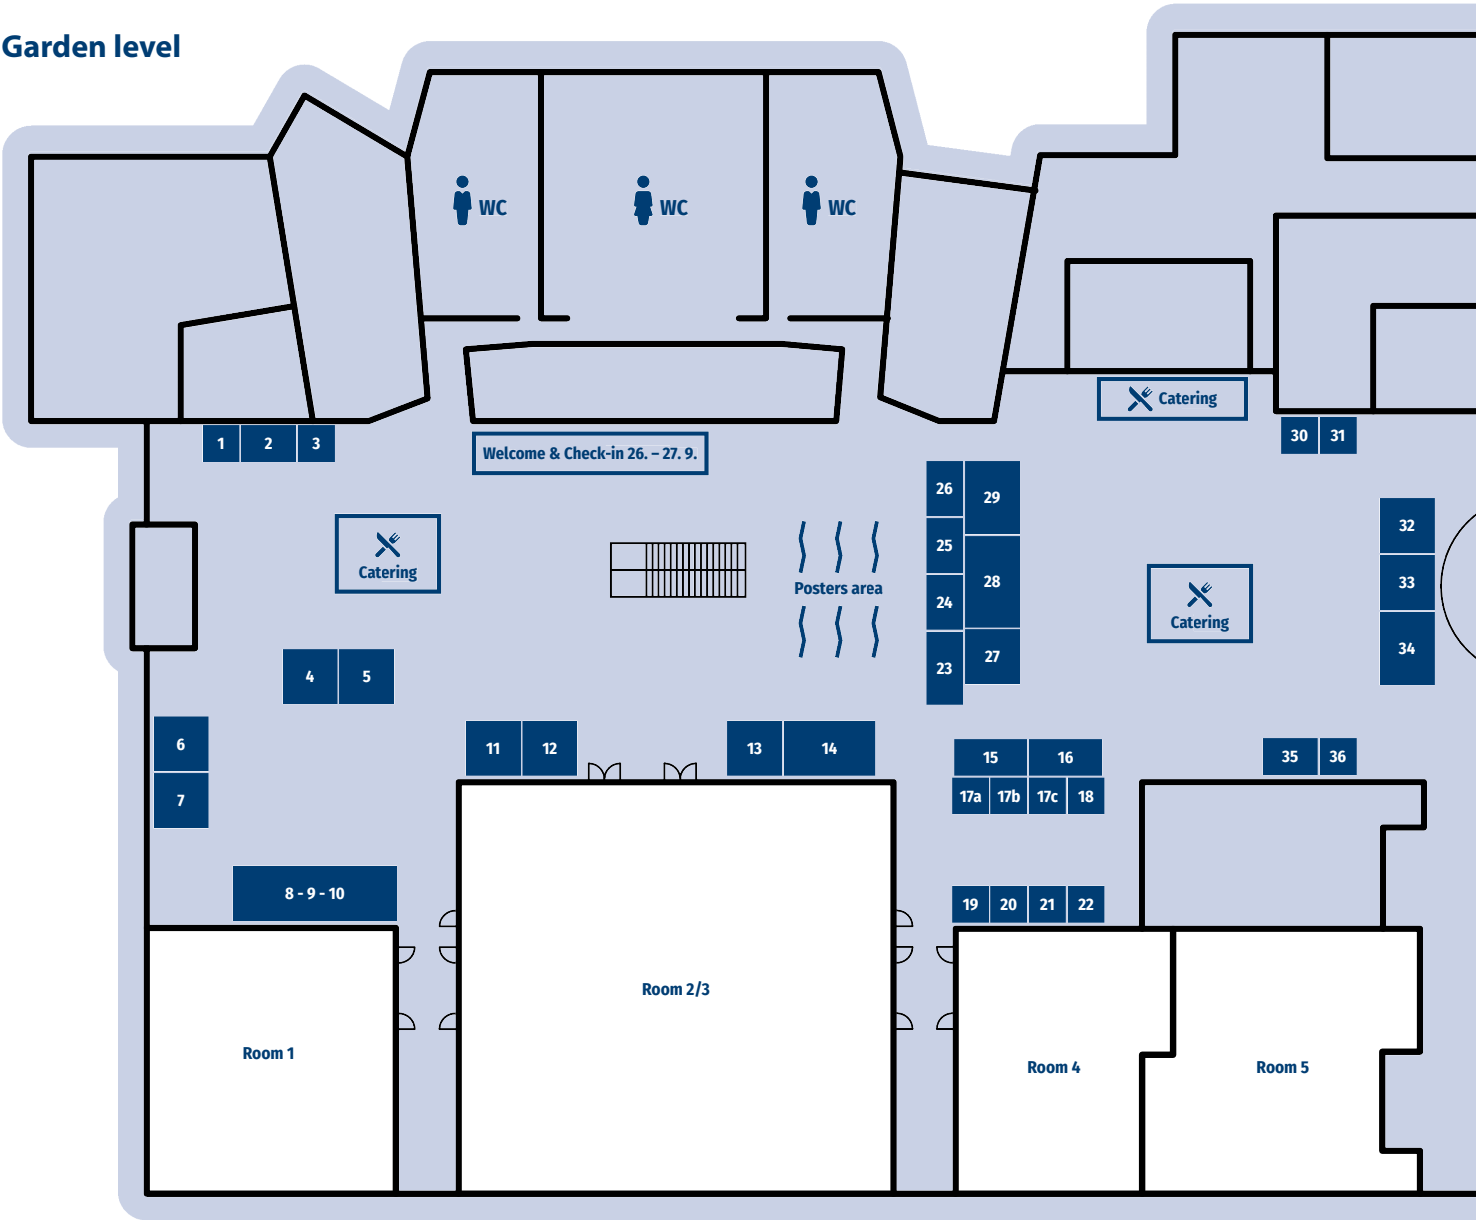 Garden level
WC
WC
WC
Catering
1 2 3
Welcome & Check-in 26. – 27. 9.
30 31
26 29
25
24 28
23 27
Catering
Posters area
Catering
32
33
34
4 5
6
7
11 12
13 14
15 16
17a 17b 17c 18
35 36
8 - 9 - 10
19 20 21 22
Room 1
Room 2/3
Room 4
Room 5